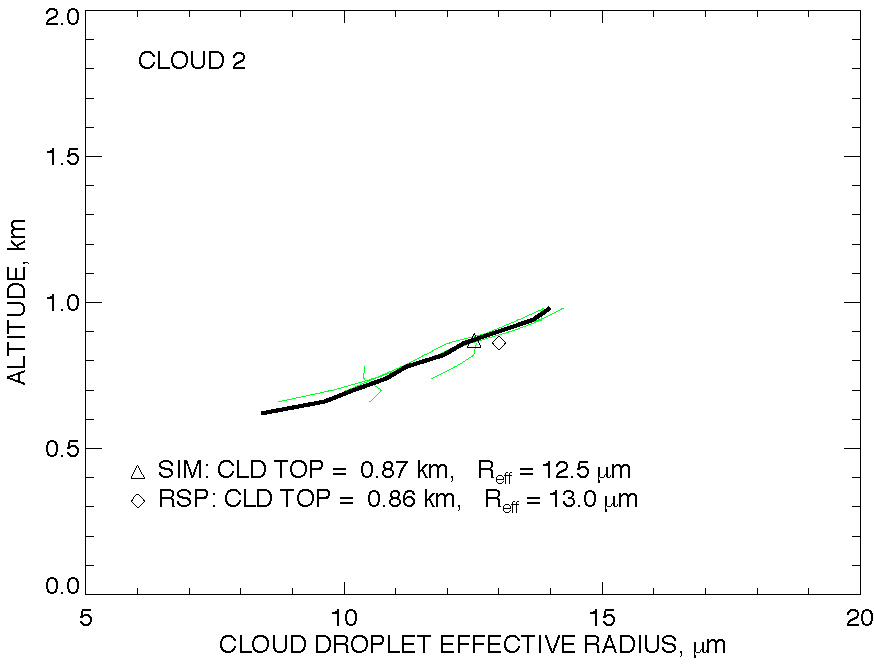 2.0
CLOUD 2
1.5
1.0
0.5
0.0
ALTITUDE, km
SIM: CLD TOP = 0.87 km, Reff = 12.5 μm
RSP: CLD TOP = 0.86 km, Reff = 13.0 μm
5 10 15 20
CLOUD DROPLET EFFECTIVE RADIUS, μm